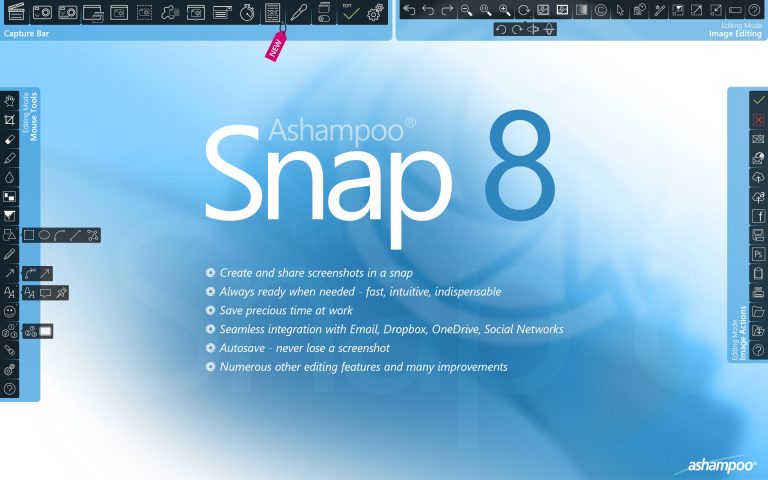 EDIT
Capture Bar
NEW
Editing Mode
Image Editing
Editing Mode
Mouse Tools
Ashampoo®
Snap 8
Create and share screenshots in a snap
Always ready when needed - fast, intuitive, indispensable
Save precious time at work
Seamless integration with Email, Dropbox, OneDrive, Social Networks
Autosave - never lose a screenshot
Numerous other editing features and many improvements
Editing Mode
Image Actions
ashampoo®